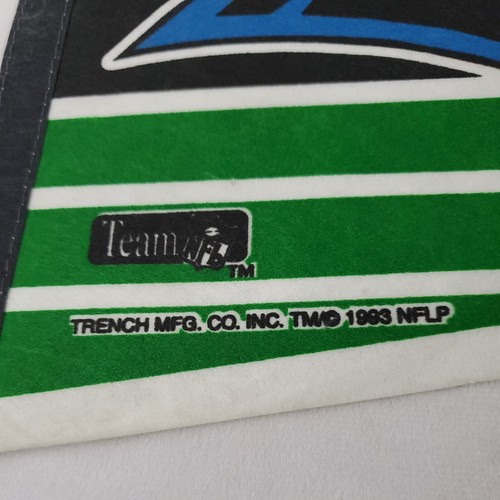 Team NFL
TM
TRENCH MFG. CO. INC. TM/© 1993 NFLP